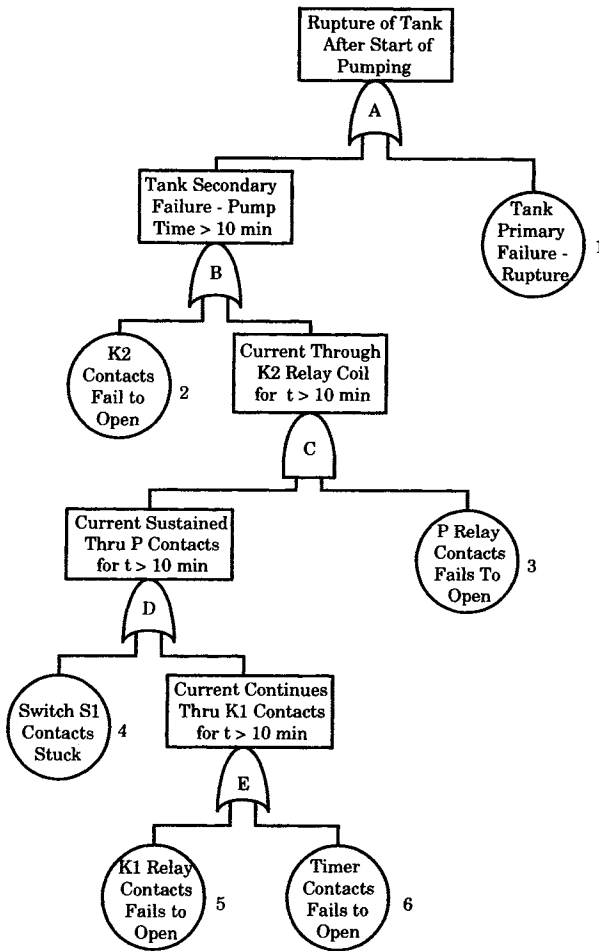 Rupture of Tank
After Start of
Pumping
A
Tank Secondary
Failure - Pump
Time > 10 min
Tank
Primary
Failure -
Rupture
1
B
K2
Contacts
Fail to
Open
2
Current Through
K2 Relay Coil
for t > 10 min
C
Current Sustained
Thru P Contacts
for t > 10 min
P Relay
Contacts
Fails To
Open
3
D
Switch S1
Contacts
Stuck
4
Current Continues
Thru K1 Contacts
for t > 10 min
E
K1 Relay
Contacts
Fails to
Open
5
Timer
Contacts
Fails to
Open
6